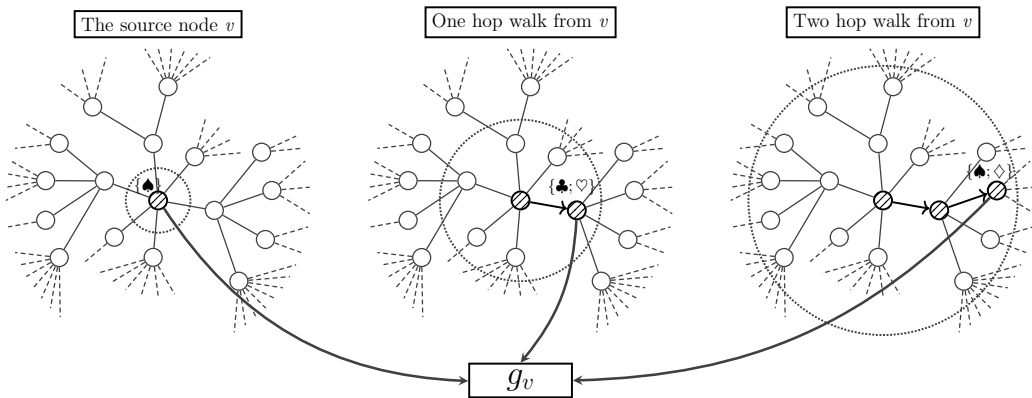 The source node v
One hop walk from v
Two hop walk from v
{♠}
{♣;♡}
{♠;♢}
g_v